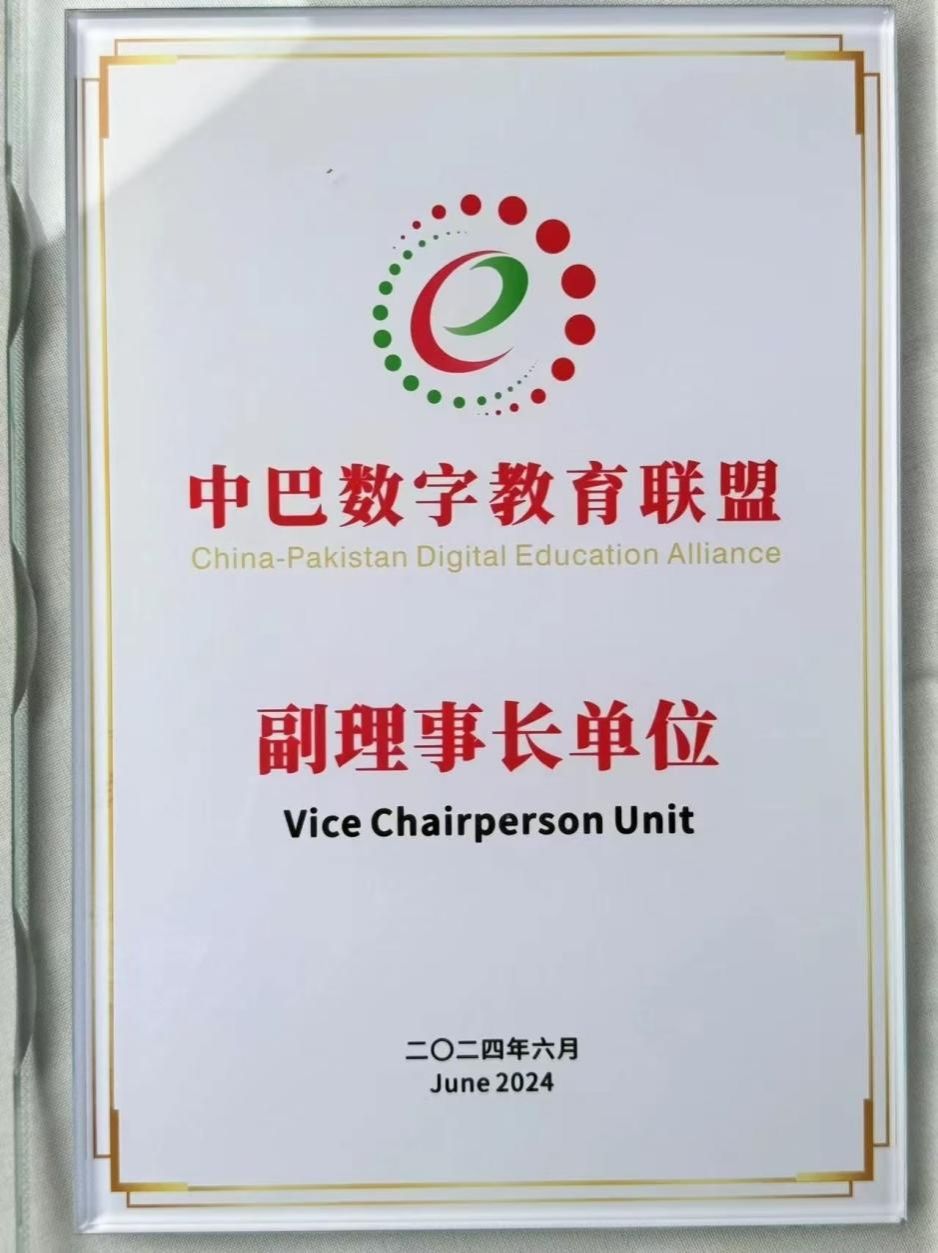 中巴数字教育联盟
China-Pakistan Digital Education Alliance
副理事长单位
Vice Chairperson Unit
二〇二四年六月
June 2024